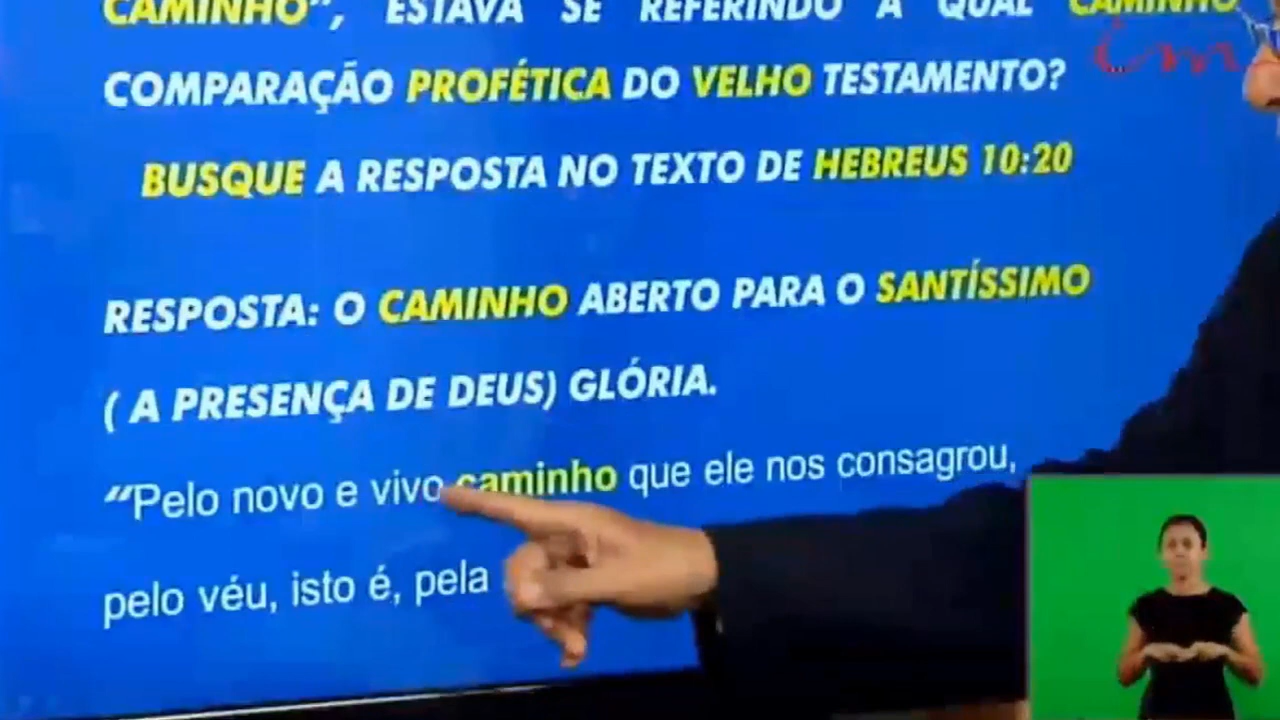 CAMINHO”, ESTAVA SE REFERINDO A QUAL CAMINHO
COMPARAÇÃO PROFÉTICA DO VELHO TESTAMENTO?
BUSQUE A RESPOSTA NO TEXTO DE HEBREUS 10:20
RESPOSTA: O CAMINHO ABERTO PARA O SANTÍSSIMO
( A PRESENÇA DE DEUS) GLÓRIA.
“Pelo novo e vivo caminho que ele nos consagrou,
pelo véu, isto é, pela